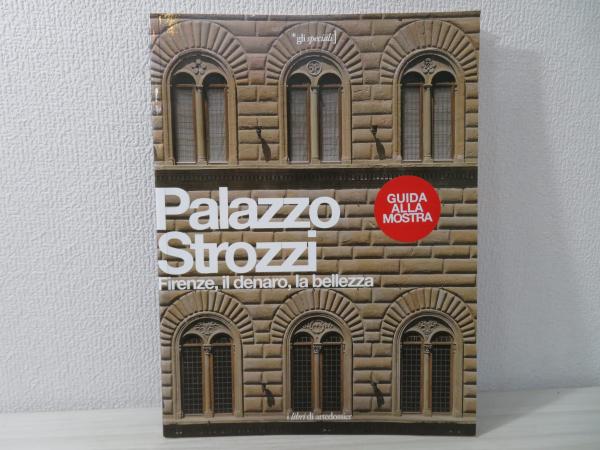 *gli speciali]
Palazzo
Strozzi
Firenze, il denaro, la bellezza
GUIDA
ALLA
MOSTRA
i libri di artedossier